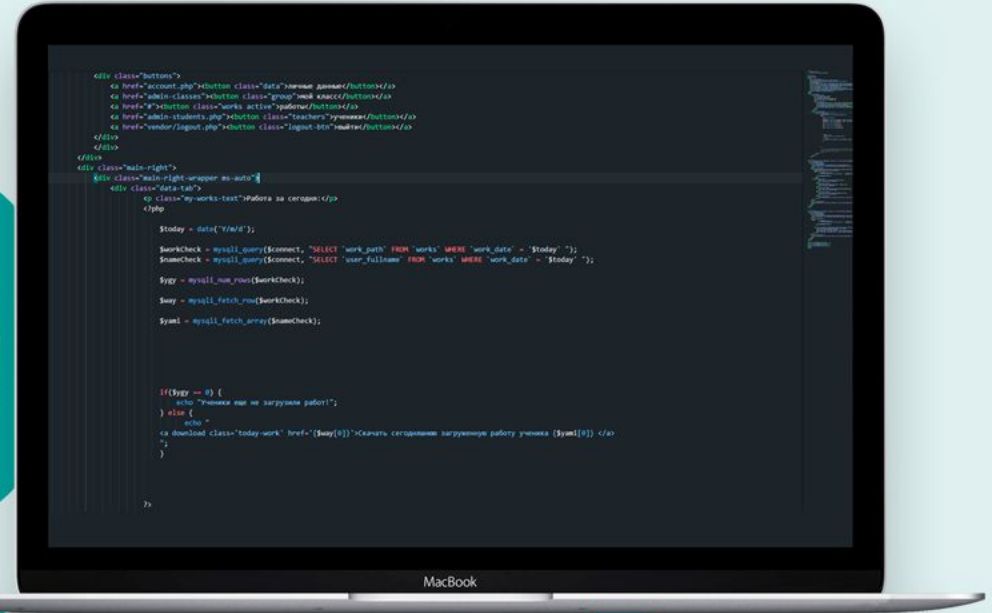 <div class="buttons">
<a href="account.php"><button class="data">личные данные</button></a>
<a href="admin-classes"><button class="group">мой класс</button></a>
<a href="#"><button class="works active">работы</button></a>
<a href="admin-students.php"><button class="teachers">ученики</button></a>
<a href="vendor/logout.php"><button class="logout-btn">выйти</button></a>
</div>
</div>
</div>
<div class="main-right">
<div class="main-right-wrapper ms-auto">
<div class="data-tab">
<p class="my-works-text">Работа за сегодня:</p>
<?php
$today = date('Y/m/d');
$workCheck = mysqli_query($connect, "SELECT `work_path` FROM `works` WHERE `work_date` = '$today' ");
$nameCheck = mysqli_query($connect, "SELECT `user_fullname` FROM `works` WHERE `work_date` = '$today' ");
$ygy = mysqli_num_rows($workCheck);
$way = mysqli_fetch_row($workCheck);
$yami = mysqli_fetch_array($nameCheck);
if($ygy == 0) {
echo "Ученики еще не загрузили работ!";
} else {
echo "
<a download class='today-work' href='{$way[0]}'>Скачать сегодняшнюю загруженную работу ученика {$yami[0]} </a>
";
}
?>
MacBook